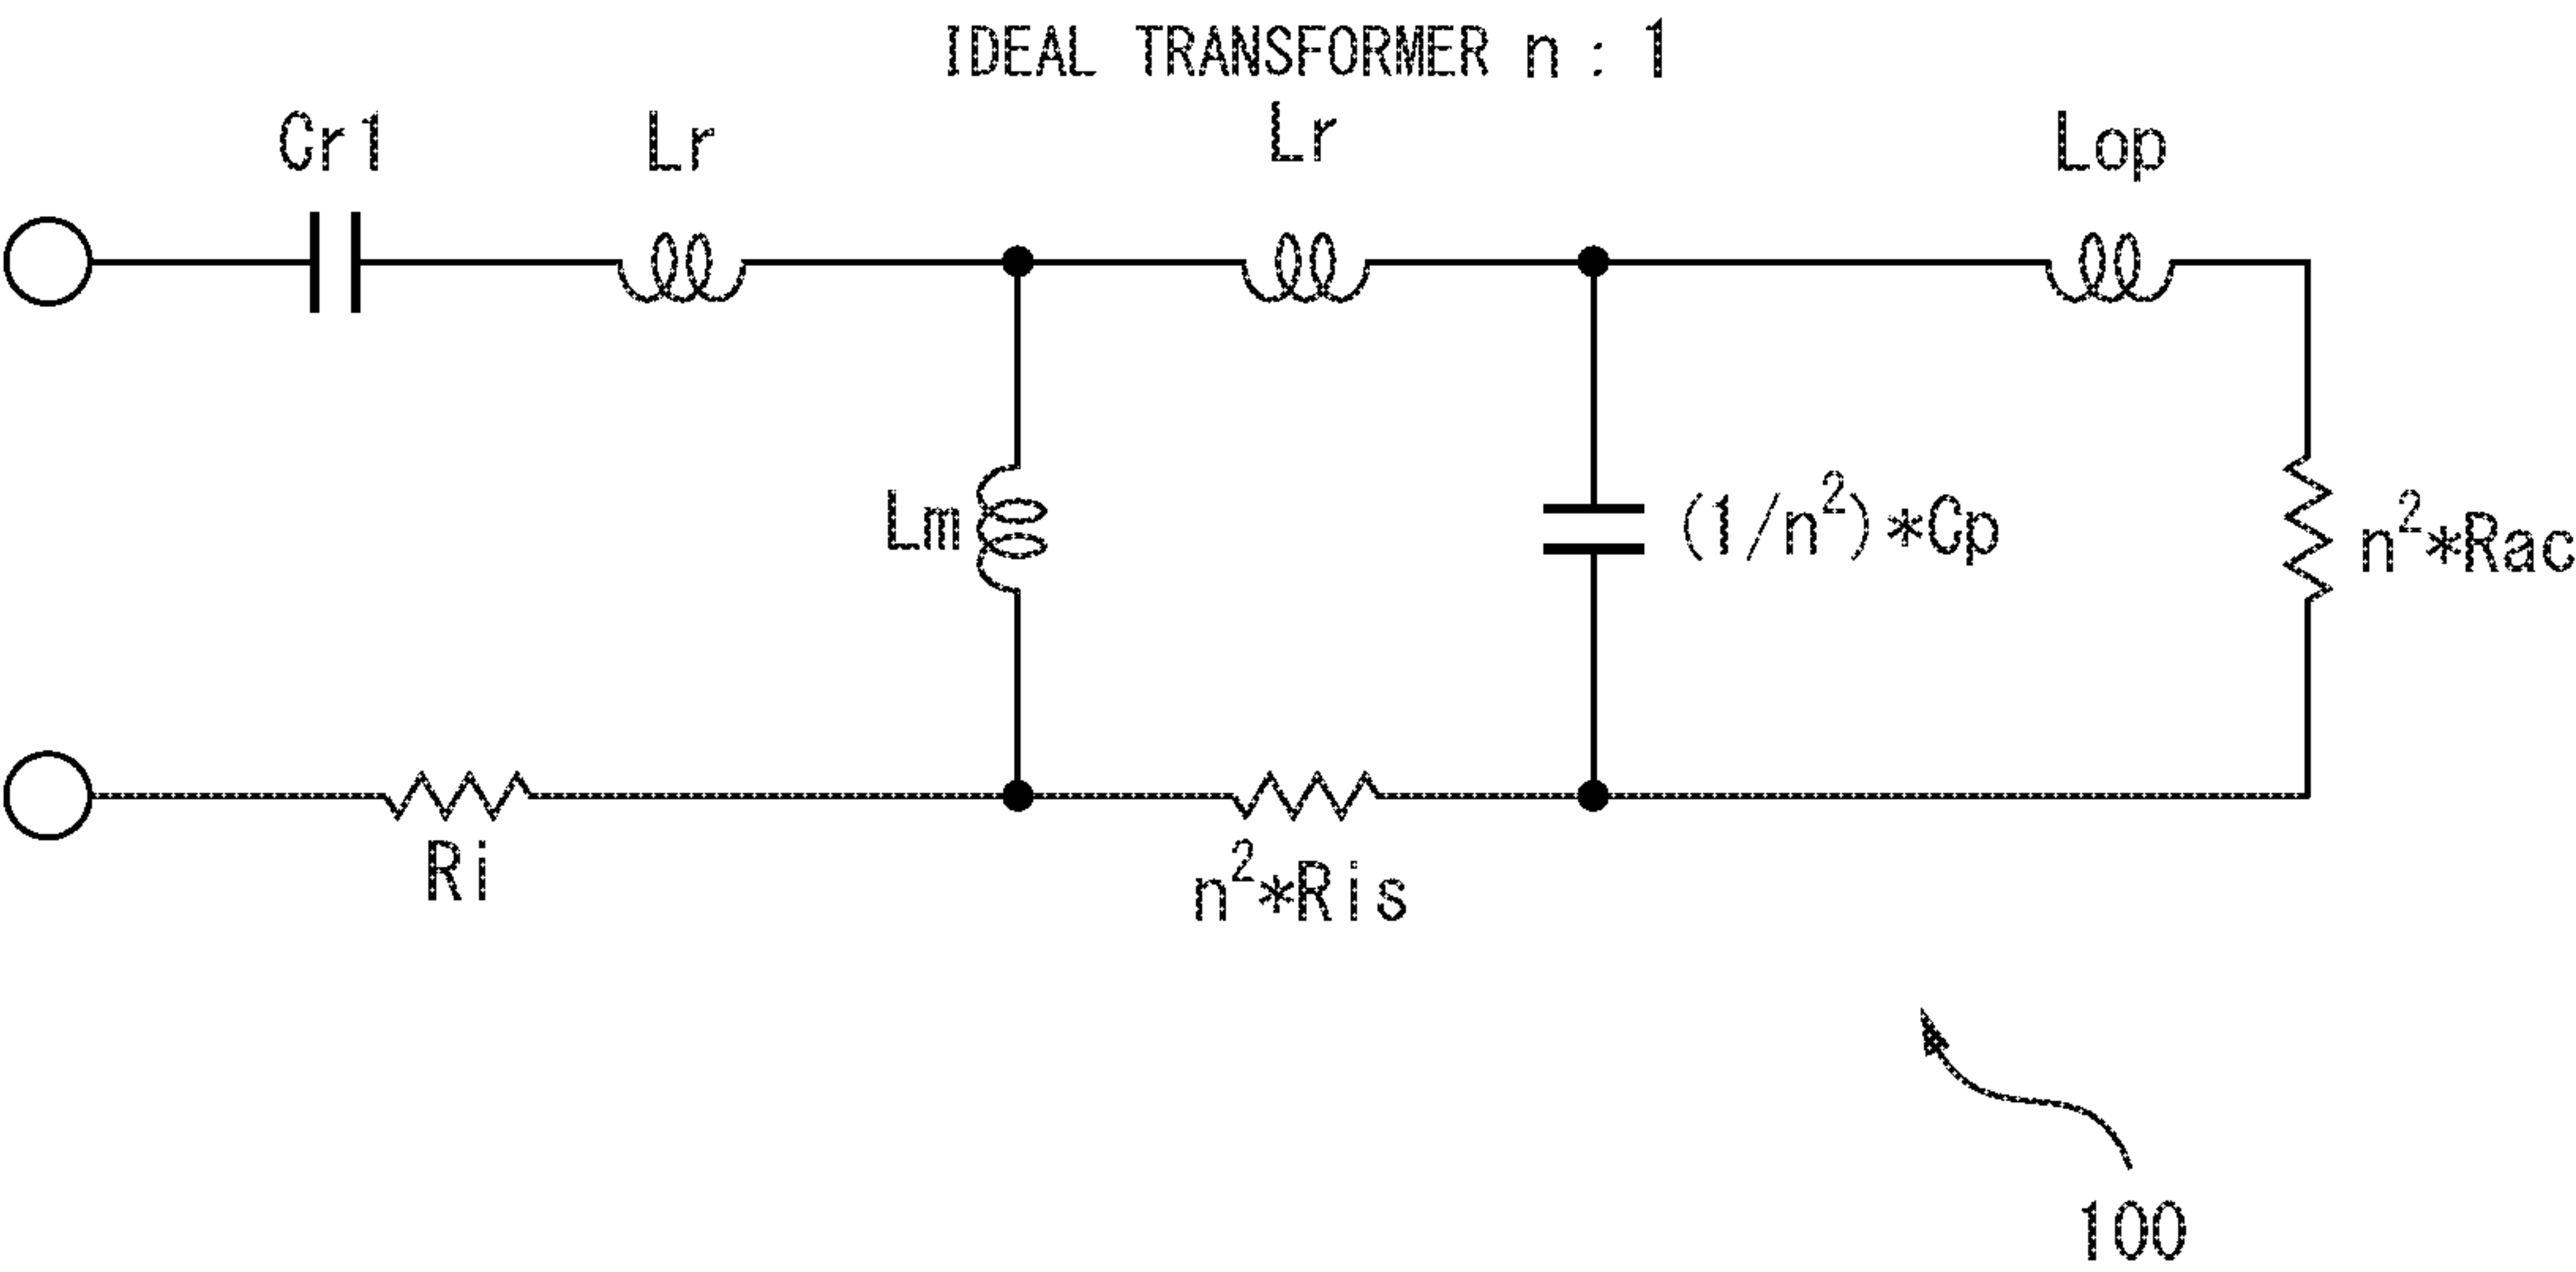 IDEAL TRANSFORMER n : 1
Cr1
Lr
Lr
Lop
Lm
(1/n²)*Cp
n²*Rac
Ri
n²*Ris
100